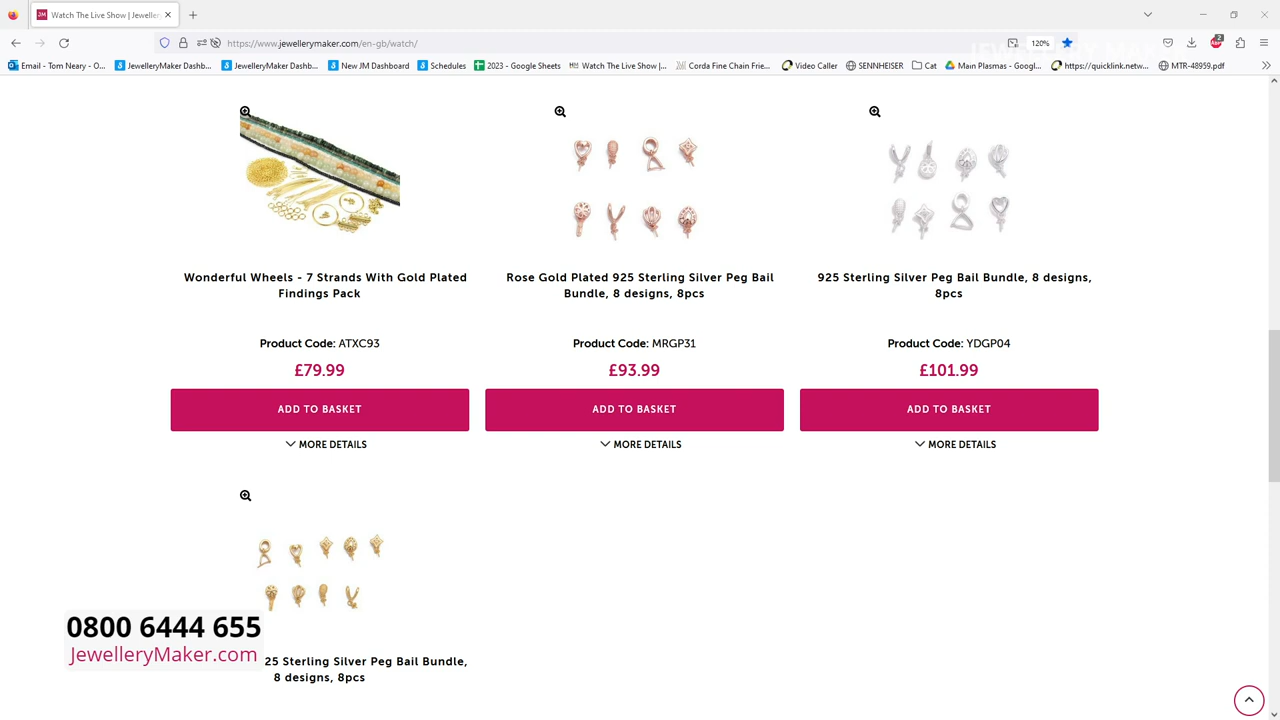 Watch The Live Show | Jeweller
https://www.jewellerymaker.com/en-gb/watch/
120%
2
JEWELLERY MAKER
Email - Tom Neary - O...
JewelleryMaker Dashb...
JewelleryMaker Dashb...
New JM Dashboard
Schedules
2023 - Google Sheets
Watch The Live Show |...
Corda Fine Chain Frie...
Video Caller
SENNHEISER
Cat
Main Plasmas - Googl...
https://quicklink.netw...
MTR-48959.pdf
Wonderful Wheels - 7 Strands With Gold Plated
Findings Pack
Product Code: ATXC93
£79.99
ADD TO BASKET
MORE DETAILS
Rose Gold Plated 925 Sterling Silver Peg Bail
Bundle, 8 designs, 8pcs
Product Code: MRGP31
£93.99
ADD TO BASKET
MORE DETAILS
925 Sterling Silver Peg Bail Bundle, 8 designs,
8pcs
Product Code: YDGP04
£101.99
ADD TO BASKET
MORE DETAILS
25 Sterling Silver Peg Bail Bundle,
8 designs, 8pcs
0800 6444 655
JewelleryMaker.com